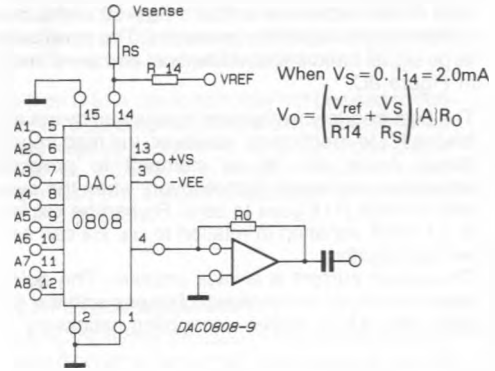 Vsense
RS
R 14
VREF
When VS=0. I14=2.0mA
VO=(Vref/R14+VS/RS).[A]RO
15 14
A1 5
A2 6
A3 7
A4 8
A5 9
A6 10
A7 11
A8 12
DAC
0808
13 +VS
3 -VEE
4
RO
2 1
DAC0808-9